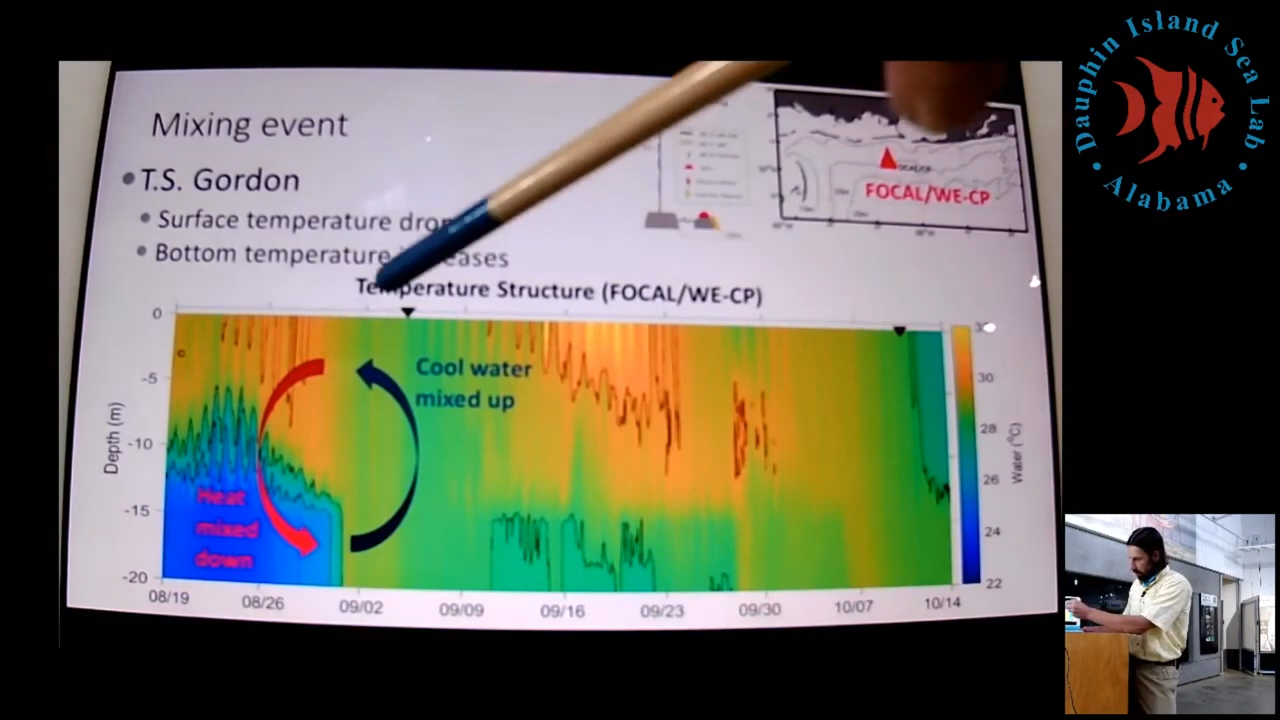 Mixing event
T.S. Gordon
Surface temperature
Bottom temperature
Temperature Structure (FOCAL/WE-CP)
FOCAL/WE-CP
Cool water
mixed up
Heat
mixed
down
Depth (m)
0
-5
-10
-15
-20
08/19
08/26
09/02
09/09
09/16
09/23
09/30
10/07
10/14
30
28
26
24
22
Water (°C)
Dauphin Island Sea Lab
• Alabama •